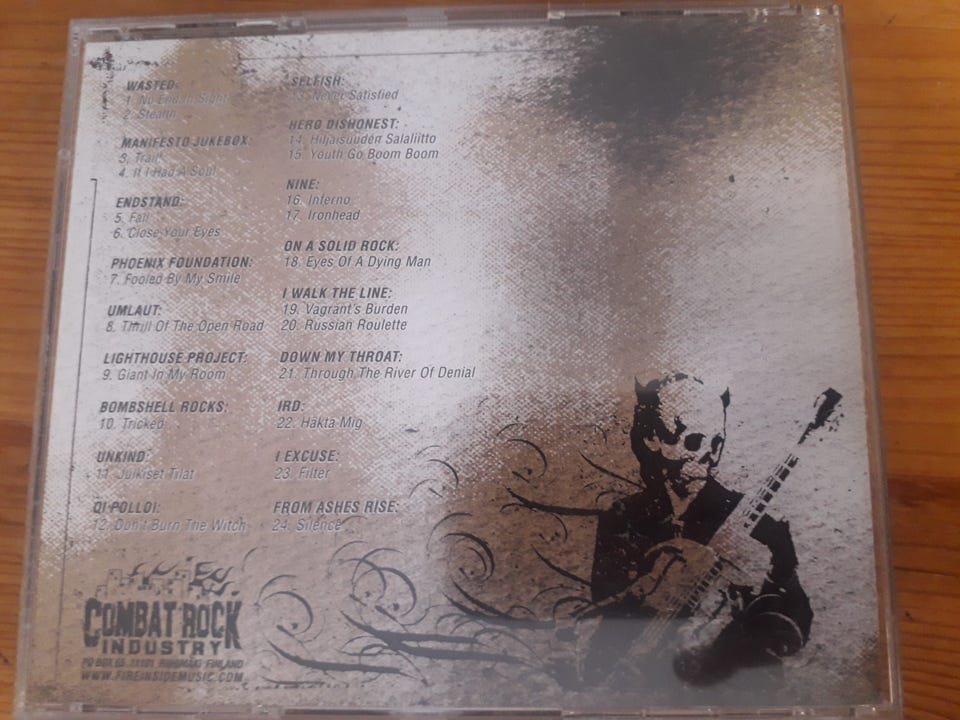 WASTED:
1. No End In Sight
2. Stealth
MANIFESTO JUKEBOX:
3. Trail
4. If I Had A Soul
ENDSTAND:
5. Fall
6. Close Your Eyes
PHOENIX FOUNDATION:
7. Fooled By My Smile
UMLAUT:
8. Thrill Of The Open Road
LIGHTHOUSE PROJECT:
9. Giant In My Room
BOMBSHELL ROCKS:
10. Tricked
UNKIND:
11. Julkiset Tilat
OI POLLOI:
12. Don't Burn The Witch
SELFISH:
13. Never Satisfied
HERO DISHONEST:
14. Hiljaisuuden Salaliitto
15. Youth Go Boom Boom
NINE:
16. Inferno
17. Ironhead
ON A SOLID ROCK:
18. Eyes Of A Dying Man
I WALK THE LINE:
19. Vagrant's Burden
20. Russian Roulette
DOWN MY THROAT:
21. Through The River Of Denial
IRD:
22. Häkta Mig
I EXCUSE:
23. Filter
FROM ASHES RISE:
24. Silence
COMBAT ROCK
INDUSTRY
PO BOX 65, 11101 RIIHIMÄKI FINLAND
WWW.FIREINSIDEMUSIC.COM